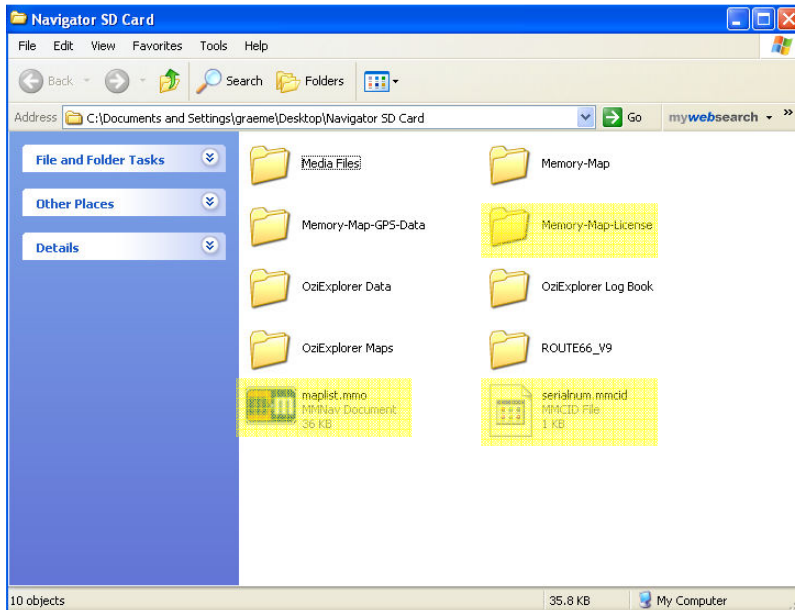 Navigator SD Card
File Edit View Favorites Tools Help
Back Search Folders
Address C:\Documents and Settings\graeme\Desktop\Navigator SD Card Go mywebsearch »
File and Folder Tasks
Other Places
Details
Media Files
Memory-Map
Memory-Map-GPS-Data
Memory-Map-License
OziExplorer Data
OziExplorer Log Book
OziExplorer Maps
ROUTE66_V9
maplist.mmo
MMNav Document
36 KB
serialnum.mmcid
MMCID File
1 KB
10 objects 35.8 KB My Computer